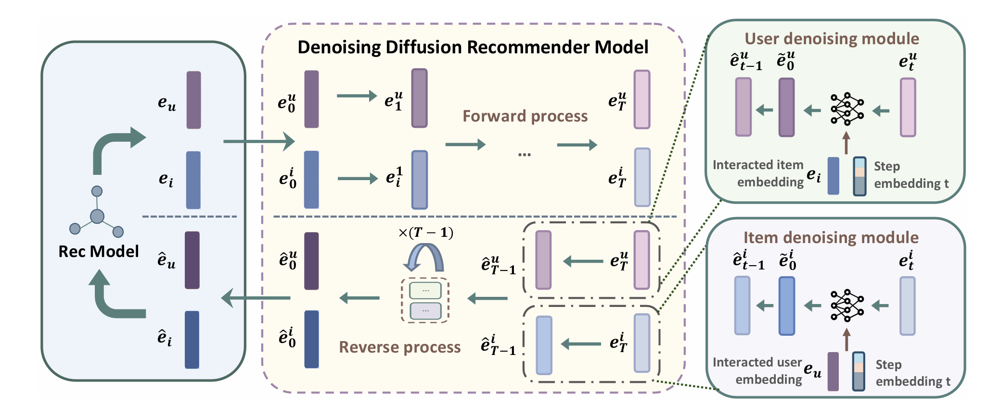 Denoising Diffusion Recommender Model
e_u
e_i
Rec Model
ê_u
ê_i
e_0^u
e_1^u
Forward process
e_T^u
e_0^i
e_i^1
...
e_T^i
×(T − 1)
ê_0^u
...
...
ê_{T−1}^u
e_T^u
ê_0^i
Reverse process
ê_{T−1}^i
e_T^i
User denoising module
ê_{t−1}^u
ẽ_0^u
e_t^u
Interacted item
embedding
e_i
Step
embedding t
Item denoising module
ê_{t−1}^i
ẽ_0^i
e_t^i
Interacted user
embedding
e_u
Step
embedding t